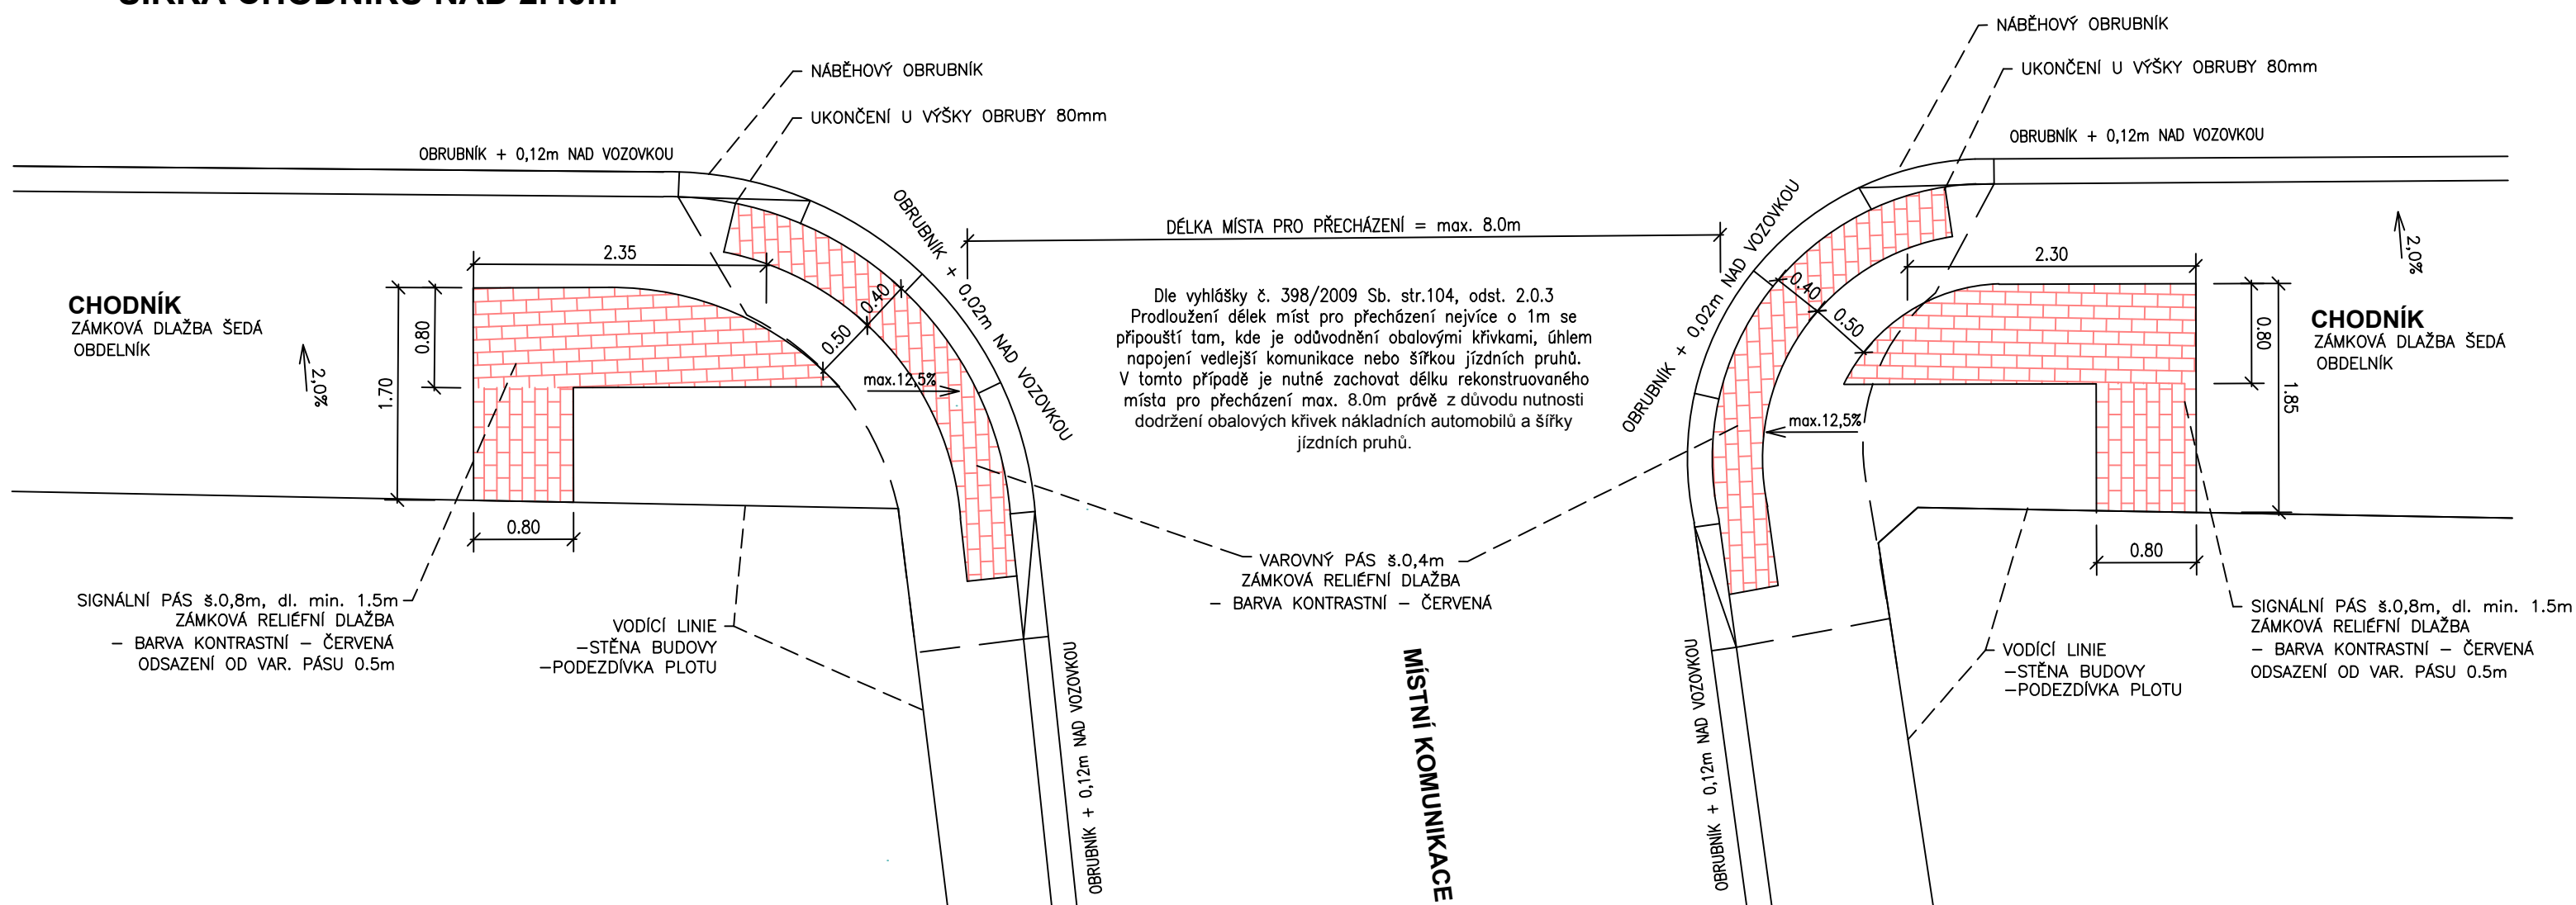 ŠÍŘKA CHODNÍKU NAD 2.40m
NÁBĚHOVÝ OBRUBNÍK
UKONČENÍ U VÝŠKY OBRUBY 80mm
OBRUBNÍK + 0,12m NAD VOZOVKOU
OBRUBNÍK + 0,02m NAD VOZOVKOU
2.35
0.40
0.50
0.80
1.70
CHODNÍK
ZÁMKOVÁ DLAŽBA ŠEDÁ
OBDELNÍK
2,0%
max.12,5%
0.80
SIGNÁLNÍ PÁS š.0,8m, dl. min. 1.5m
ZÁMKOVÁ RELIÉFNÍ DLAŽBA
– BARVA KONTRASTNÍ – ČERVENÁ
ODSAZENÍ OD VAR. PÁSU 0.5m
VODÍCÍ LINIE
–STĚNA BUDOVY
–PODEZDÍVKA PLOTU
OBRUBNÍK + 0,12m NAD VOZOVKOU
DÉLKA MÍSTA PRO PŘECHÁZENÍ = max. 8.0m
Dle vyhlášky č. 398/2009 Sb. str.104, odst. 2.0.3
Prodloužení délek míst pro přecházení nejvíce o 1m se
připouští tam, kde je odůvodnění obalovými křivkami, úhlem
napojení vedlejší komunikace nebo šířkou jízdních pruhů.
V tomto případě je nutné zachovat délku rekonstruovaného
místa pro přecházení max. 8.0m právě z důvodu nutnosti
dodržení obalových křivek nákladních automobilů a šířky
jízdních pruhů.
VAROVNÝ PÁS š.0,4m
ZÁMKOVÁ RELIÉFNÍ DLAŽBA
– BARVA KONTRASTNÍ – ČERVENÁ
MÍSTNÍ KOMUNIKACE
NÁBĚHOVÝ OBRUBNÍK
UKONČENÍ U VÝŠKY OBRUBY 80mm
OBRUBNÍK + 0,12m NAD VOZOVKOU
OBRUBNÍK + 0,02m NAD VOZOVKOU
2.30
0.40
0.50
0.80
1.85
2,0%
CHODNÍK
ZÁMKOVÁ DLAŽBA ŠEDÁ
OBDELNÍK
max.12,5%
0.80
SIGNÁLNÍ PÁS š.0,8m, dl. min. 1.5m
ZÁMKOVÁ RELIÉFNÍ DLAŽBA
– BARVA KONTRASTNÍ – ČERVENÁ
ODSAZENÍ OD VAR. PÁSU 0.5m
VODÍCÍ LINIE
–STĚNA BUDOVY
–PODEZDÍVKA PLOTU
OBRUBNÍK + 0,12m NAD VOZOVKOU